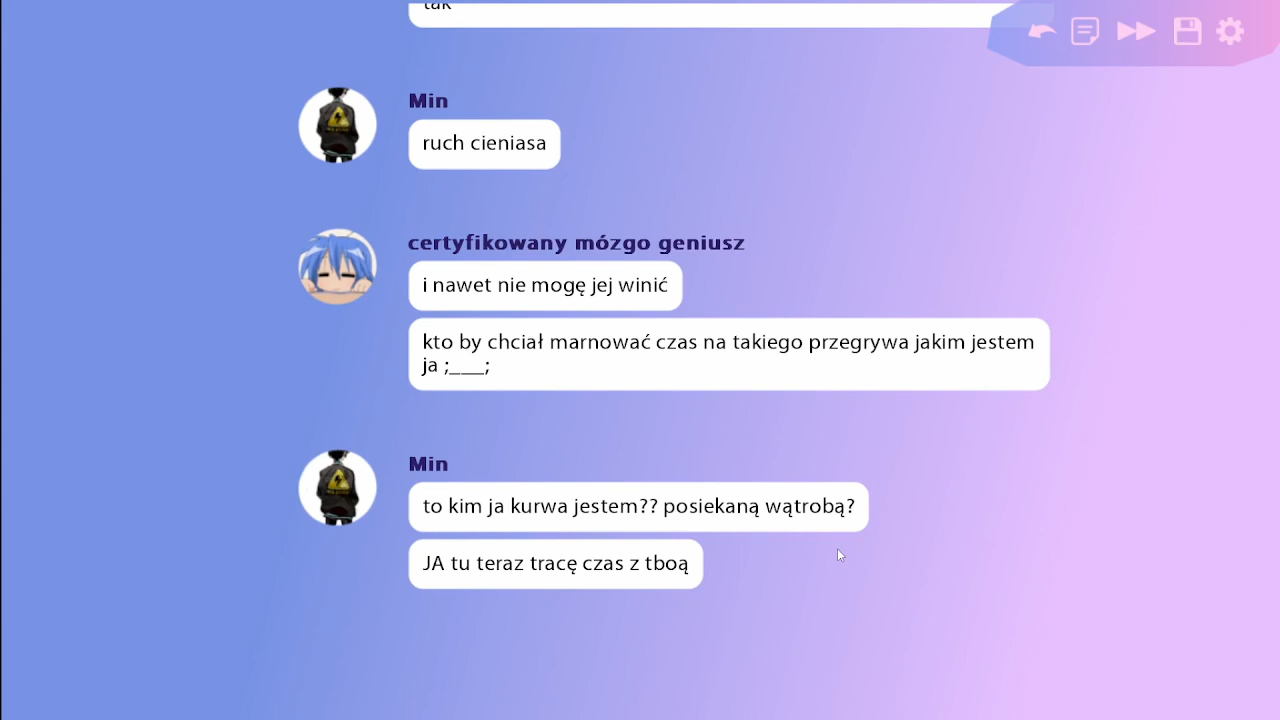 tak
Min
ruch cieniasa
certyfikowany mózgo geniusz
i nawet nie mogę jej winić
kto by chciał marnować czas na takiego przegrywa jakim jestem
ja ;___;
Min
to kim ja kurwa jestem?? posiekaną wątrobą?
JA tu teraz tracę czas z tboą